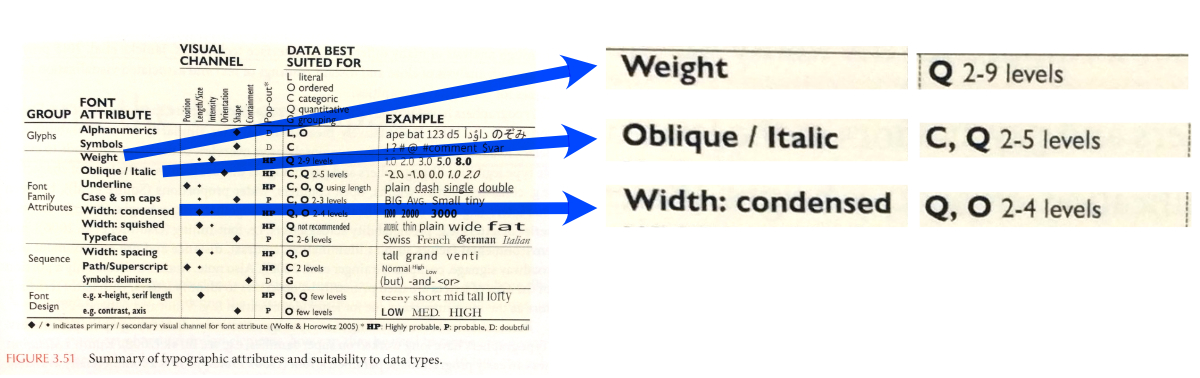 VISUAL CHANNEL
DATA BEST SUITED FOR
L literal
O ordered
C categoric
Q quantitative
G grouping
GROUP FONT ATTRIBUTE Position Length/Size Intensity Orientation Shape Containment Pop-out* EXAMPLE
Glyphs Alphanumerics ◆ D L, O ape bat 123 d5 のぞみ
Symbols ◆ D C !?#@ #comment $var
Font Family Attributes
Weight • ◆ HP Q 2-9 levels 1.0 2.0 3.0 5.0 8.0
Oblique / Italic ◆ HP C, Q 2-5 levels -2.0 -1.0 0.0 1.0 2.0
Underline ◆ • HP C, O, Q using length plain dash single double
Case & sm caps • ◆ P C, O 2-3 levels BIG Avg. Small tiny
Width: condensed ◆ • HP Q, O 2-4 levels 1000 2000 3000
Width: squished ◆ • HP Q not recommended thin plain wide fat
Typeface ◆ P C 2-6 levels Swiss French German Italian
Sequence Width: spacing ◆ • HP Q, O tall grand venti
Path/Superscript ◆ • HP C 2 levels Normal High Low
Symbols: delimiters ◆ D G (but) -and- <or>
Font Design e.g. x-height, serif length ◆ HP O, Q few levels teeny short mid tall lofty
e.g. contrast, axis ◆ P O few levels LOW MED. HIGH
◆ / • indicates primary / secondary visual channel for font attribute (Wolfe & Horowitz 2005) * HP: Highly probable, P: probable, D: doubtful
FIGURE 3.51 Summary of typographic attributes and suitability to data types.
Weight Q 2-9 levels
Oblique / Italic C, Q 2-5 levels
Width: condensed Q, O 2-4 levels